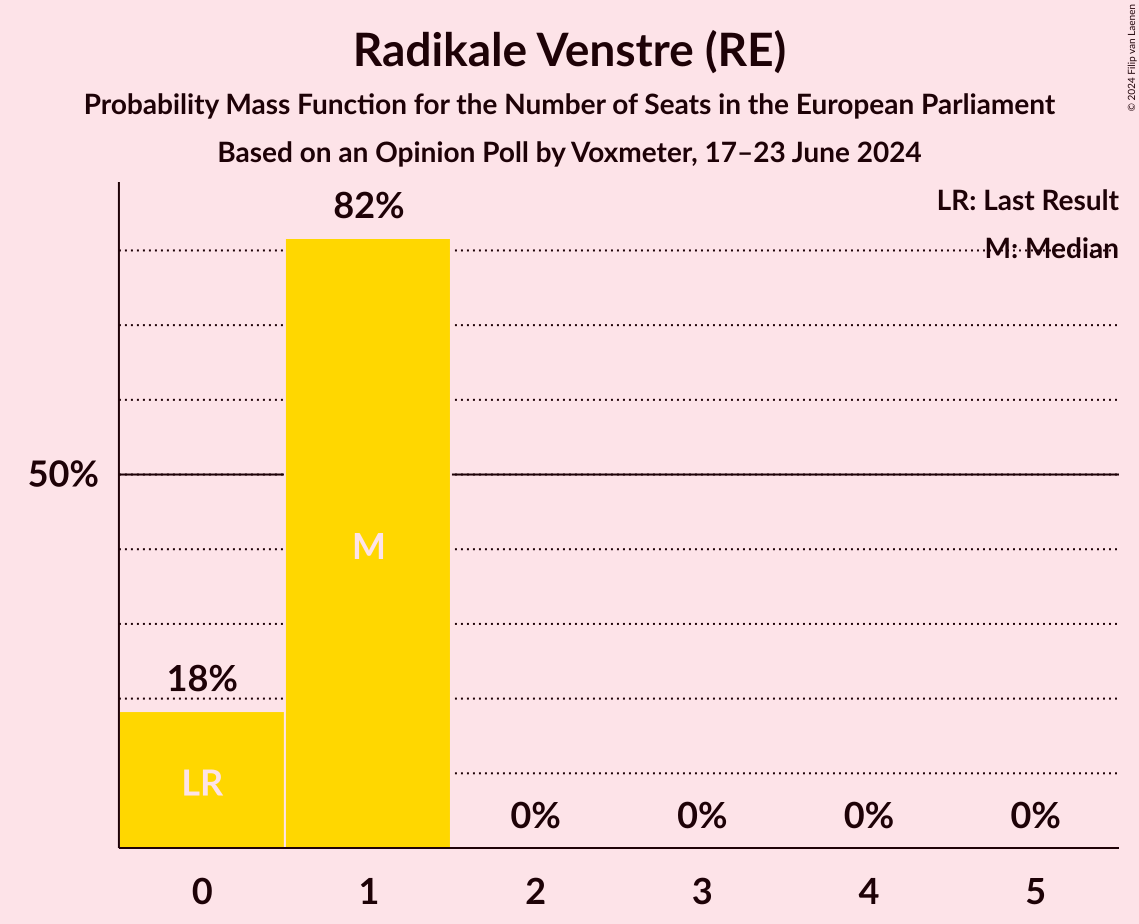 Radikale Venstre (RE)
Probability Mass Function for the Number of Seats in the European Parliament
Based on an Opinion Poll by Voxmeter, 17–23 June 2024
© 2024 Filip van Laenen
LR: Last Result
M: Median
82%
50%
M
18%
LR
0%
0%
0%
0%
0
1
2
3
4
5